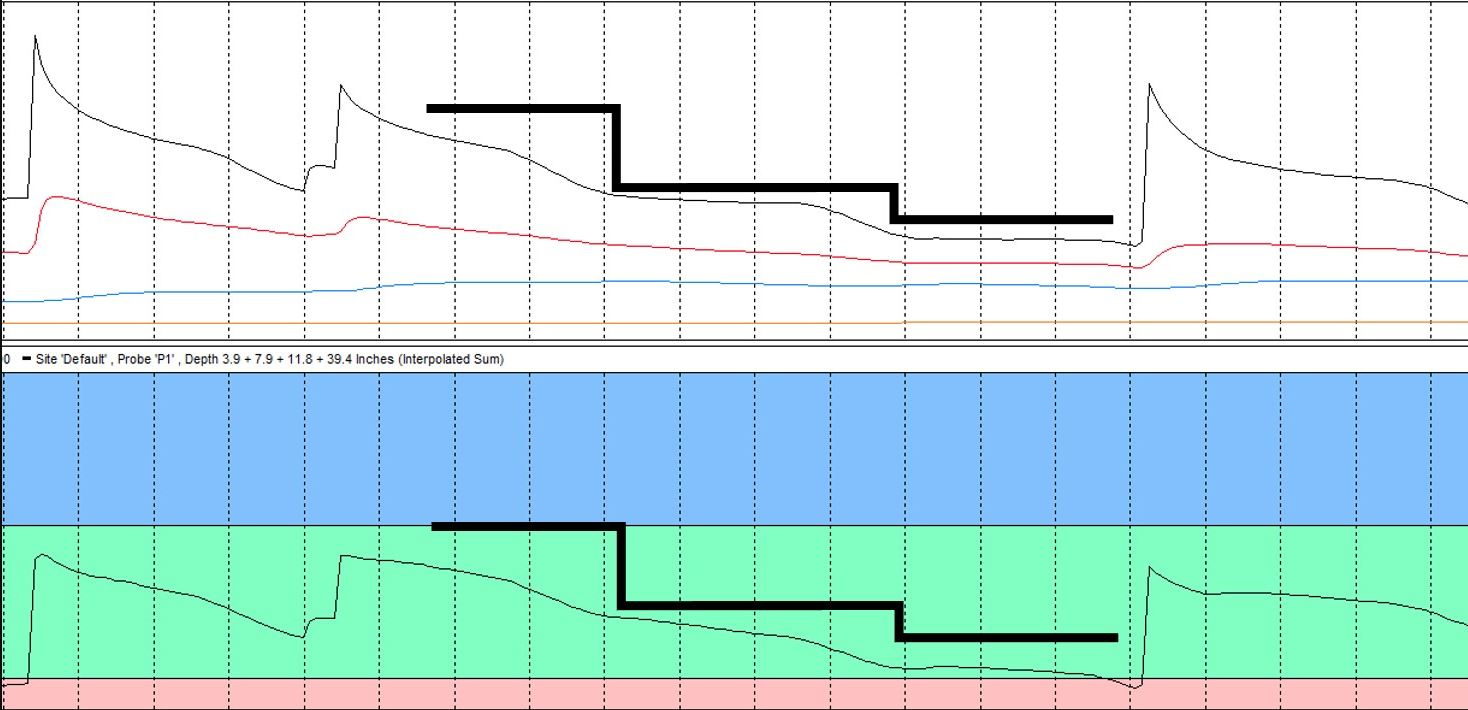 0 Site 'Default' , Probe 'P1' , Depth 3.9 + 7.9 + 11.8 + 39.4 Inches (Interpolated Sum)